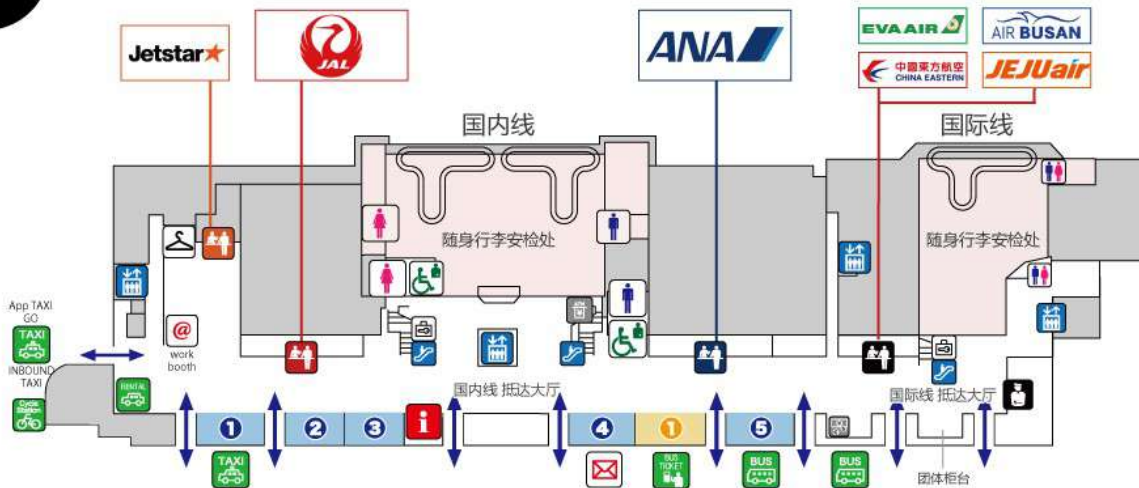 Jetstar
JAL
ANA
EVA AIR
AIR BUSAN
中國東方航空
CHINA EASTERN
JEJUair
国内线
国际线
随身行李安检处
随身行李安检处
ATM
App TAXI
GO
TAXI
@
work
booth
INBOUND
TAXI
Cycle
Station
RENTAL
国内线 抵达大厅
国际线 抵达大厅
1
2
3
i
4
1
5
TAXI
BUS
TICKET
BUS
BUS
团体柜台